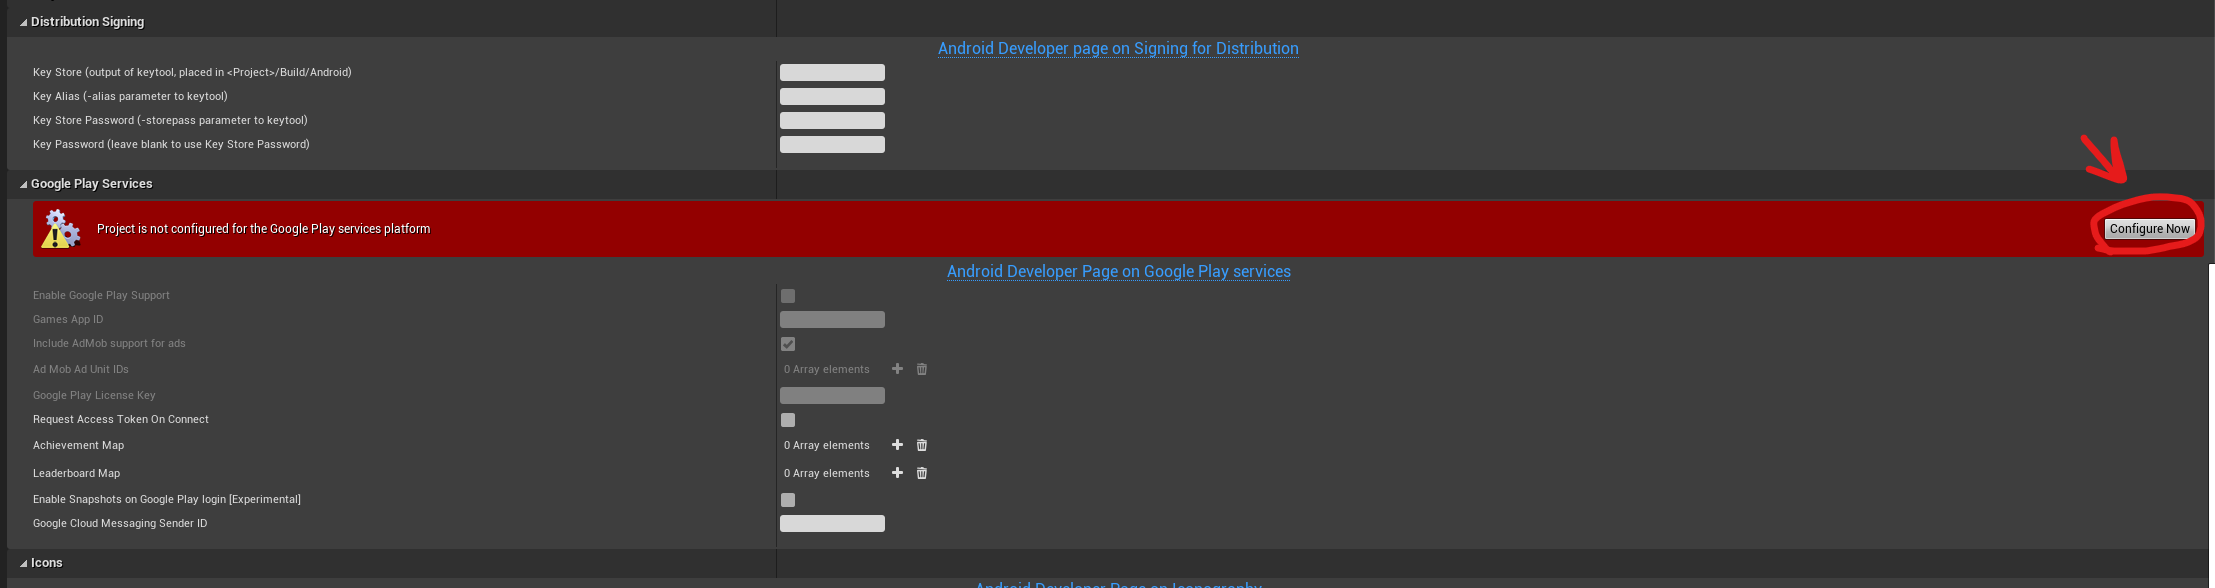 Distribution Signing
Android Developer page on Signing for Distribution
Key Store (output of keytool, placed in <Project>/Build/Android)
Key Alias (-alias parameter to keytool)
Key Store Password (-storepass parameter to keytool)
Key Password (leave blank to use Key Store Password)
Google Play Services
Project is not configured for the Google Play services platform
Configure Now
Android Developer Page on Google Play services
Enable Google Play Support
Games App ID
Include AdMob support for ads
Ad Mob Ad Unit IDs 0 Array elements
Google Play License Key
Request Access Token On Connect
Achievement Map 0 Array elements
Leaderboard Map 0 Array elements
Enable Snapshots on Google Play login [Experimental]
Google Cloud Messaging Sender ID
Icons
Android Developer Page on Iconography